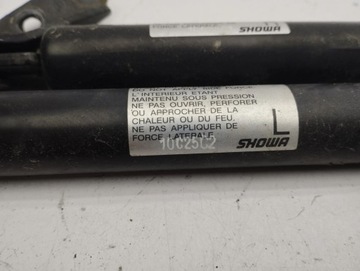 FORCE LATERALE
SHOWA
DO NOT APPLY SIDE FORCE
L'INTERIEUR ETANT
MAINTENU SOUS PRESSION
NE PAS OUVRIR, PERFORER
OU APPROCHER DE LA
CHALEUR OU DU FEU.
NE PAS APPLIQUER DE
FORCE LATERALE
L
SHOWA